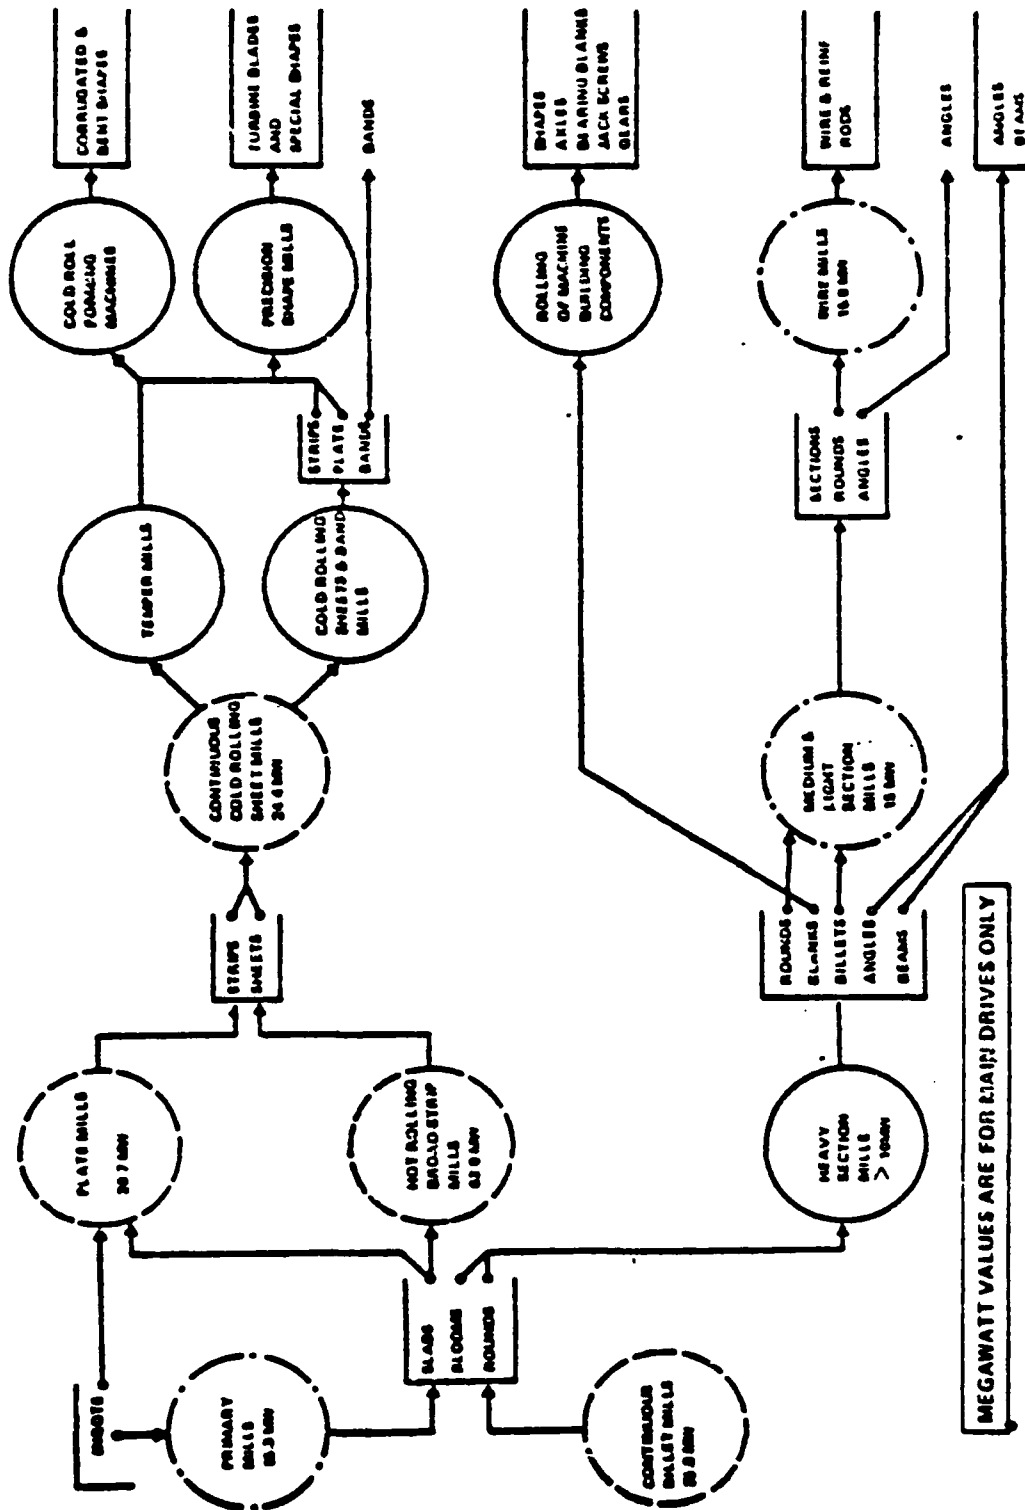 INGOTS
PRIMARY
MILLS
CONTINUOUS
BILLET MILLS
SLABS
BLOOMS
ROUNDS
PLATE MILLS
HOT ROLLING
BROAD STRIP
MILLS
HEAVY
SECTION
MILLS
> 10MW
STRIPS
SHEETS
CONTINUOUS
COLD ROLLING
SHEET MILLS
ROUNDS
BLANKS
BILLETS
ANGLES
BEAMS
MEDIUM &
LIGHT
SECTION
MILLS
TEMPER MILLS
COLD ROLLING
SHEETS & BAND
MILLS
STRIPS
PLATE
BANDS
SECTIONS
ROUNDS
ANGLES
COLD ROLL
FORMING
MACHINES
PRECISION
SHAPE MILLS
ROLLING
OF MACHINE
BUILDING
COMPONENTS
WIRE MILLS
CORRUGATED &
BENT SHAPES
TURBINE BLADES
AND
SPECIAL SHAPES
BANDS
SHAPES
AXLES
BEARING BLANKS
JACK SCREWS
GEARS
WIRE & REINF
RODS
ANGLES
ANGLES
BEAMS
MEGAWATT VALUES ARE FOR MAIN DRIVES ONLY